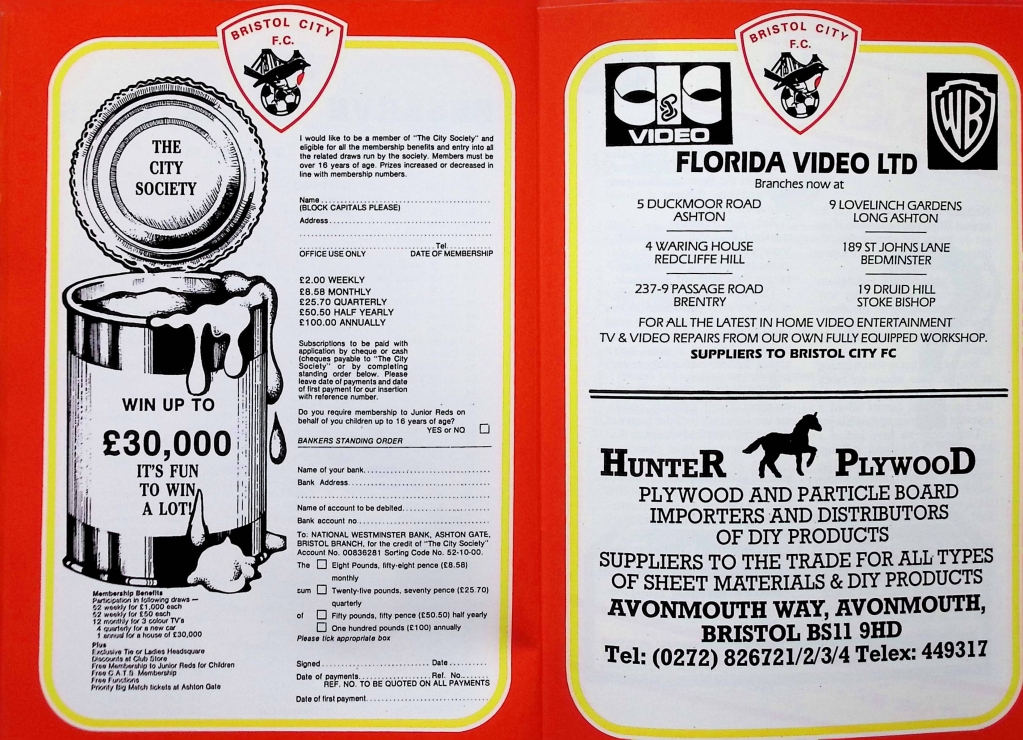 BRISTOL CITY
F.C.
THE
CITY
SOCIETY
WIN UP TO
£30,000
IT'S FUN
TO WIN
A LOT!
Membership Benefits
Participation in following draws —
52 weekly for £1,000 each
52 weekly for £50 each
12 monthly for 3 colour TV's
4 quarterly for a new car
1 annual for a house of £30,000
Plus
Exclusive Tie or Ladies Headsquare
Discounts at Club Store
Free Membership to Junior Reds for Children
Free C.A.T.S. Membership
Free Functions
Priority Big Match tickets at Ashton Gate
I would like to be a member of "The City Society" and
eligible for all the membership benefits and entry into all
the related draws run by the society. Members must be
over 16 years of age. Prizes increased or decreased in
line with membership numbers.
Name
(BLOCK CAPITALS PLEASE)
Address
Tel
OFFICE USE ONLY DATE OF MEMBERSHIP
£2.00 WEEKLY
£8.58 MONTHLY
£25.70 QUARTERLY
£50.50 HALF YEARLY
£100.00 ANNUALLY
Subscriptions to be paid with
application by cheque or cash
(cheques payable to "The City
Society" or by completing
standing order below. Please
leave date of payments and date
of first payment for our insertion
with reference number.
Do you require membership to Junior Reds on
behalf of you children up to 16 years of age?
YES or NO
BANKERS STANDING ORDER
Name of your bank
Bank Address
Name of account to be debited
Bank account no
To: NATIONAL WESTMINSTER BANK, ASHTON GATE,
BRISTOL BRANCH, for the credit of "The City Society"
Account No. 00836281 Sorting Code No. 52-10-00.
The Eight Pounds, fifty-eight pence (£8.58)
monthly
sum Twenty-five pounds, seventy pence (£25.70)
quarterly
of Fifty pounds, fifty pence (£50.50) half yearly
One hundred pounds (£100) annually
Please tick appropriate box
Signed Date
Date of payments Ref. No.
REF. NO. TO BE QUOTED ON ALL PAYMENTS
Date of first payment
BRISTOL CITY
F.C.
CIC
VIDEO
WB
FLORIDA VIDEO LTD
Branches now at
5 DUCKMOOR ROAD
ASHTON
9 LOVELINCH GARDENS
LONG ASHTON
4 WARING HOUSE
REDCLIFFE HILL
189 ST JOHNS LANE
BEDMINSTER
237-9 PASSAGE ROAD
BRENTRY
19 DRUID HILL
STOKE BISHOP
FOR ALL THE LATEST IN HOME VIDEO ENTERTAINMENT
TV & VIDEO REPAIRS FROM OUR OWN FULLY EQUIPPED WORKSHOP.
SUPPLIERS TO BRISTOL CITY FC
HUNTER PLYWOOD
PLYWOOD AND PARTICLE BOARD
IMPORTERS AND DISTRIBUTORS
OF DIY PRODUCTS
SUPPLIERS TO THE TRADE FOR ALL TYPES
OF SHEET MATERIALS & DIY PRODUCTS
AVONMOUTH WAY, AVONMOUTH,
BRISTOL BS11 9HD
Tel: (0272) 826721/2/3/4 Telex: 449317